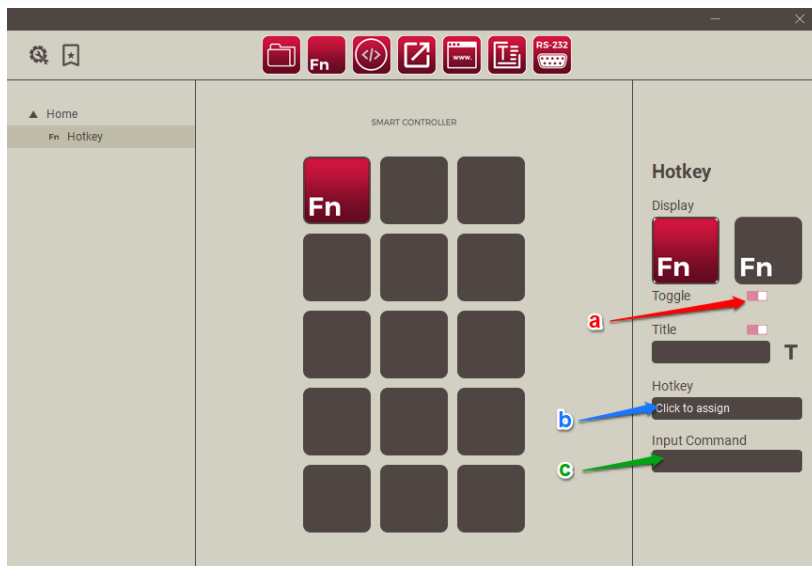 RS-232
Fn
</>
www.
T
Home
Fn Hotkey
SMART CONTROLLER
Fn
Hotkey
Display
Fn
Fn
Toggle
a
Title
T
Hotkey
Click to assign
b
Input Command
c